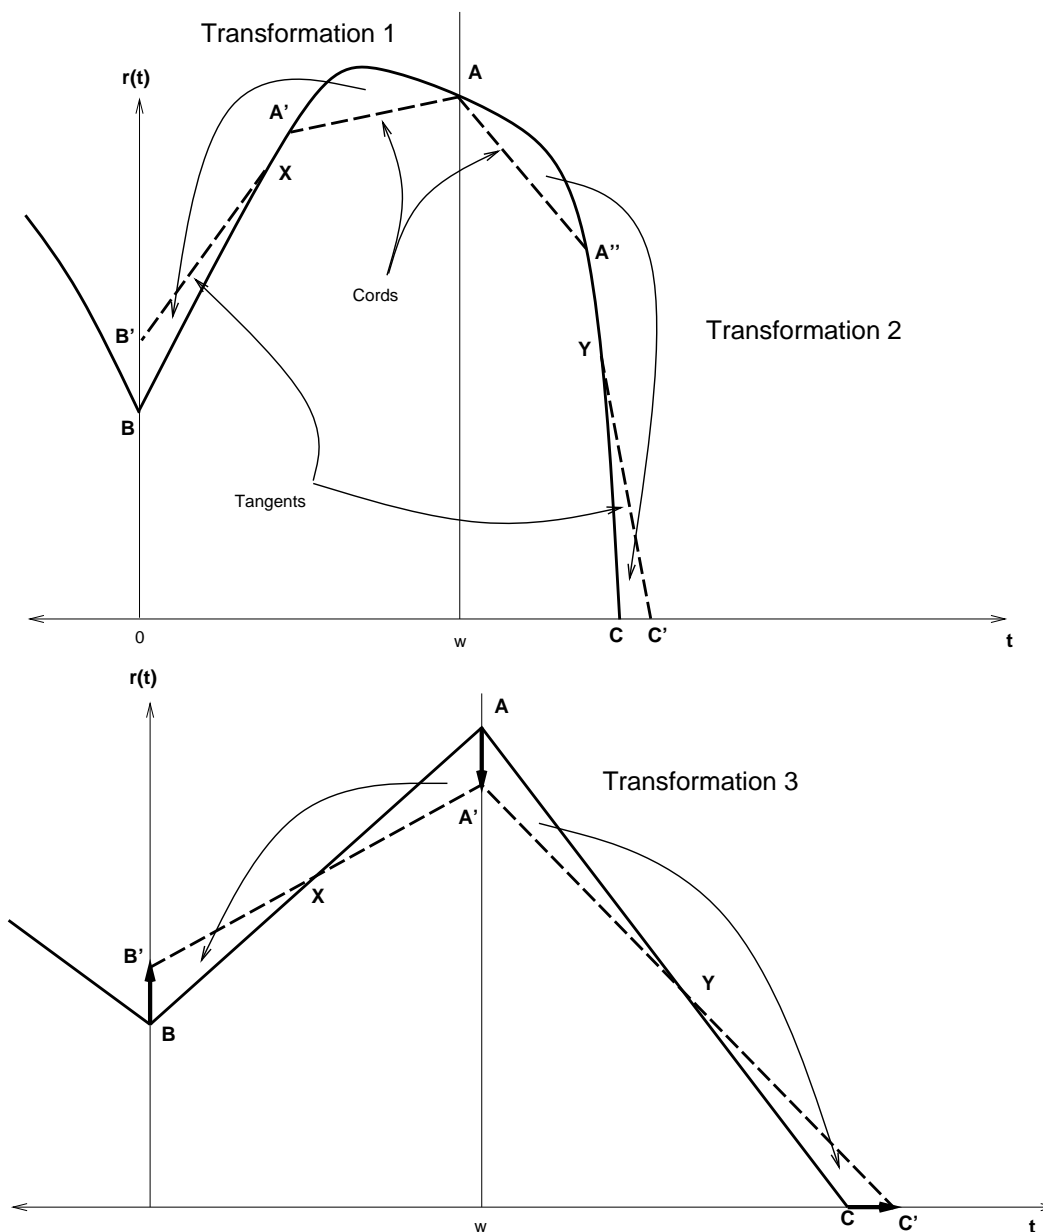 Transformation 1
r(t)
A
A'
X
Cords
A''
B'
Transformation 2
Y
B
Tangents
0
w
C
C'
t
r(t)
A
Transformation 3
A'
X
B'
Y
B
C
C'
w
t